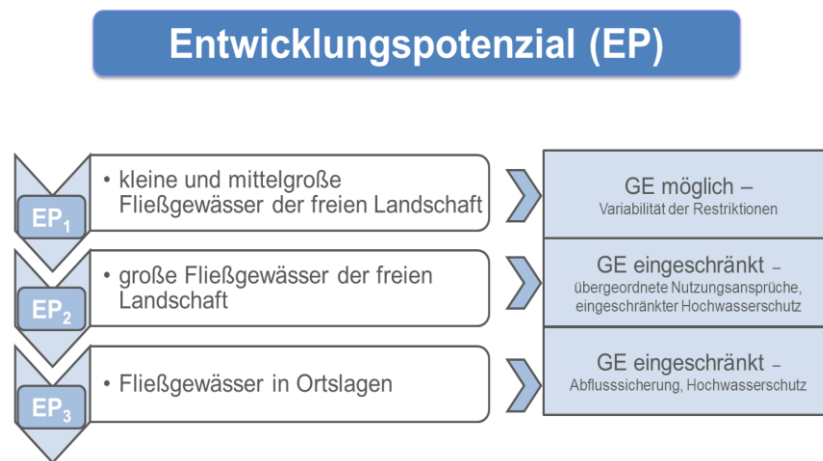 Entwicklungspotenzial (EP)
EP1
• kleine und mittelgroße
Fließgewässer der freien Landschaft
GE möglich –
Variabilität der Restriktionen
EP2
• große Fließgewässer der freien
Landschaft
GE eingeschränkt –
übergeordnete Nutzungsansprüche,
eingeschränkter Hochwasserschutz
EP3
• Fließgewässer in Ortslagen
GE eingeschränkt –
Abflusssicherung, Hochwasserschutz